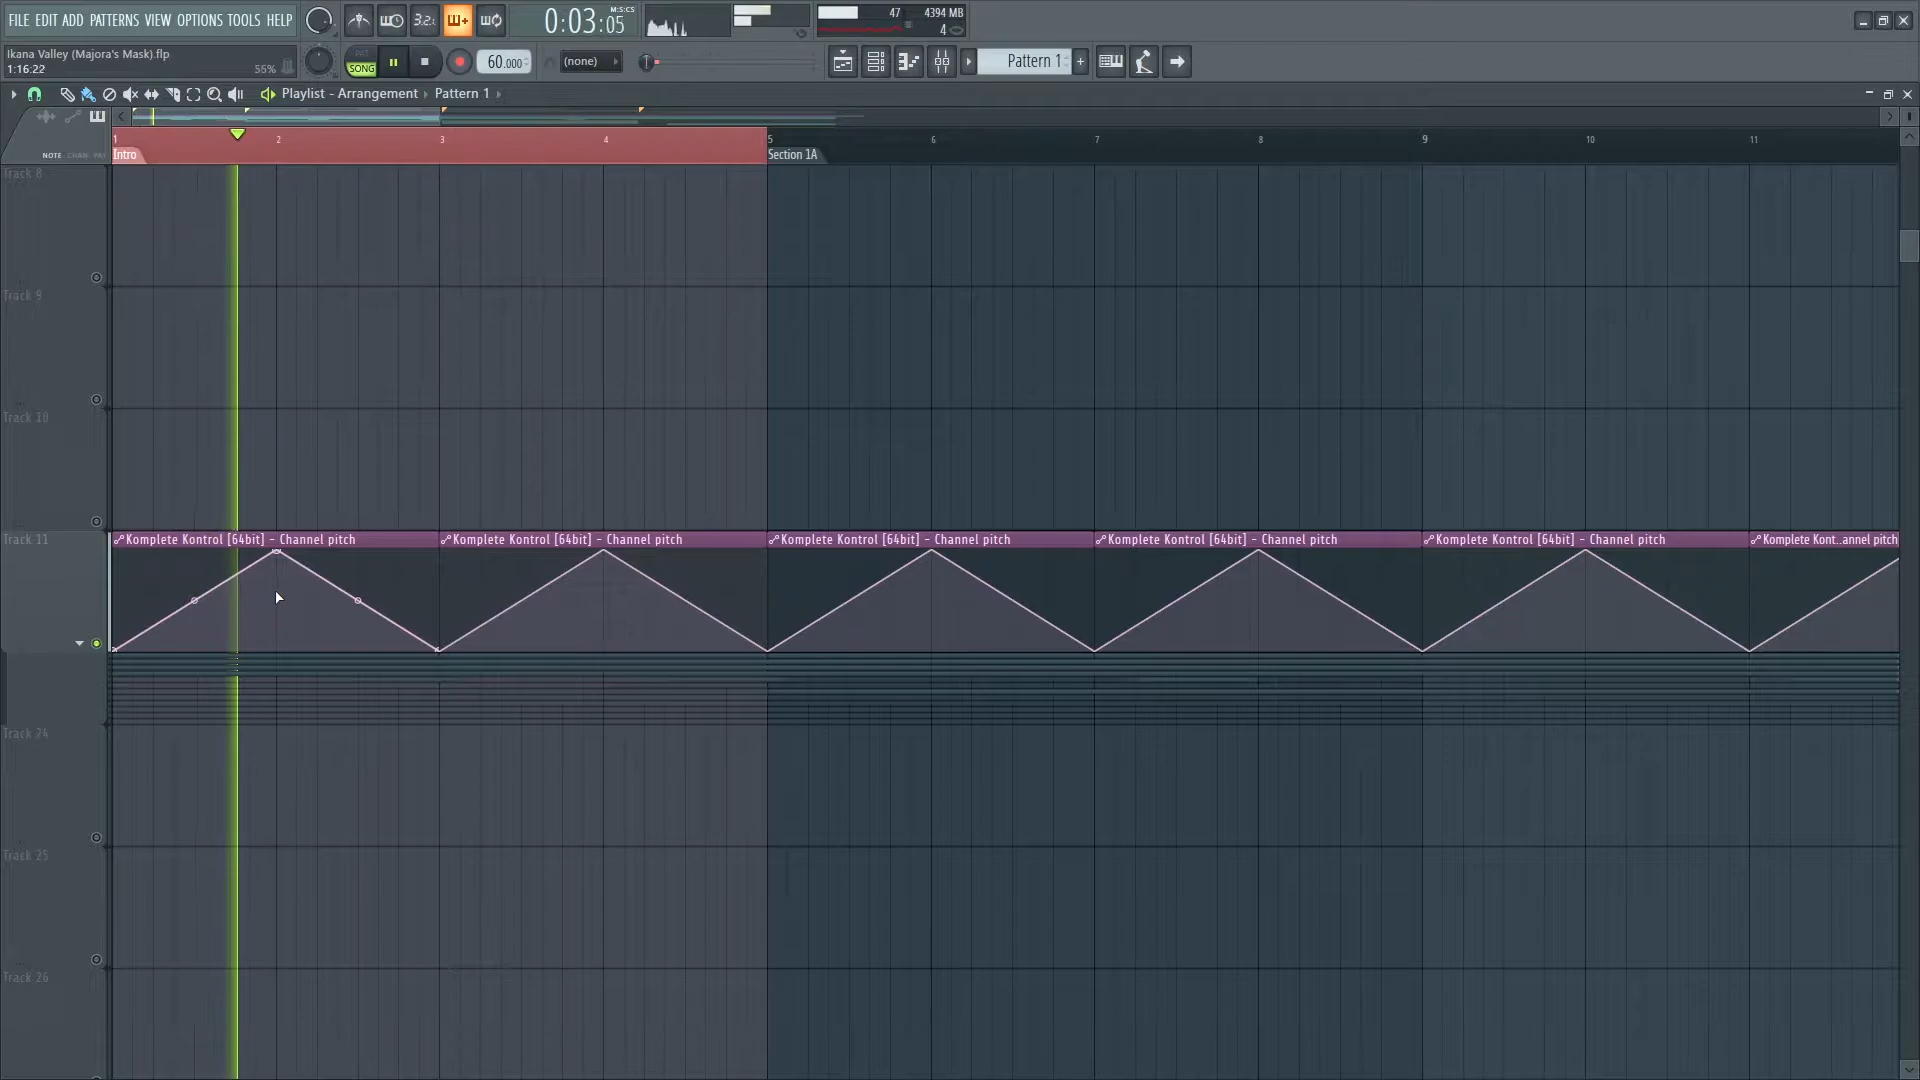 FILE EDIT ADD PATTERNS VIEW OPTIONS TOOLS HELP
3.2.
0:03:05
M:S:CS
47
4394 MB
4
Ikana Valley (Majora's Mask).flp
1:16:22
55%
PAT
SONG
60.000
(none)
Pattern 1
+
Playlist - Arrangement › Pattern 1 ›
NOTE CHAN PAT
1 2 3 4 5 6 7 8 9 10 11
Intro
Section 1A
Track 8
Track 9
Track 10
Track 11
Komplete Kontrol [64bit] - Channel pitch
Komplete Kontrol [64bit] - Channel pitch
Komplete Kontrol [64bit] - Channel pitch
Komplete Kontrol [64bit] - Channel pitch
Komplete Kontrol [64bit] - Channel pitch
Komplete Kont..annel pitch
Track 24
Track 25
Track 26